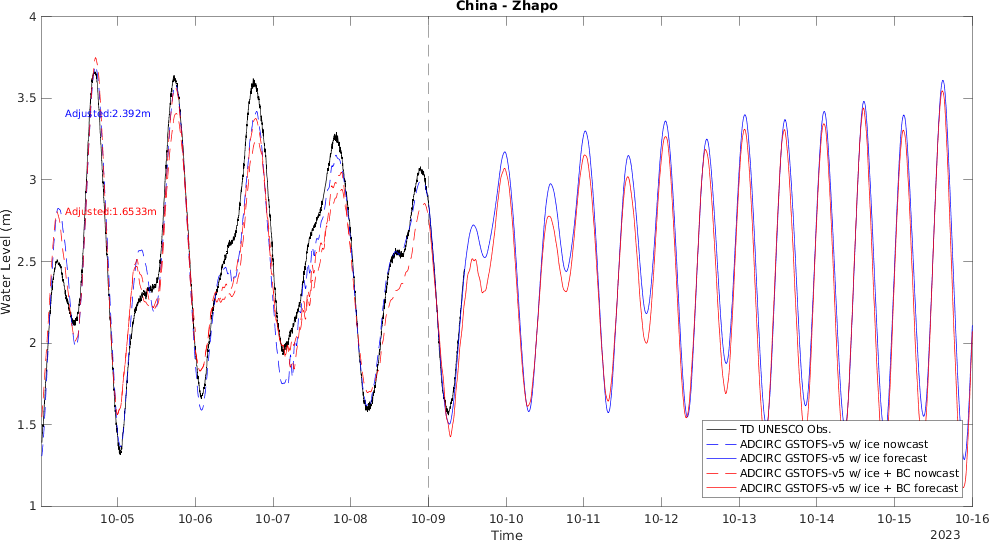 China - Zhapo
4
3.5
3
2.5
2
1.5
1
Water Level (m)
Adjusted:2.392m
Adjusted:1.6533m
TD UNESCO Obs.
ADCIRC GSTOFS-v5 w/ ice nowcast
ADCIRC GSTOFS-v5 w/ ice forecast
ADCIRC GSTOFS-v5 w/ ice + BC nowcast
ADCIRC GSTOFS-v5 w/ ice + BC forecast
10-05 10-06 10-07 10-08 10-09 10-10 10-11 10-12 10-13 10-14 10-15 10-16
Time
2023